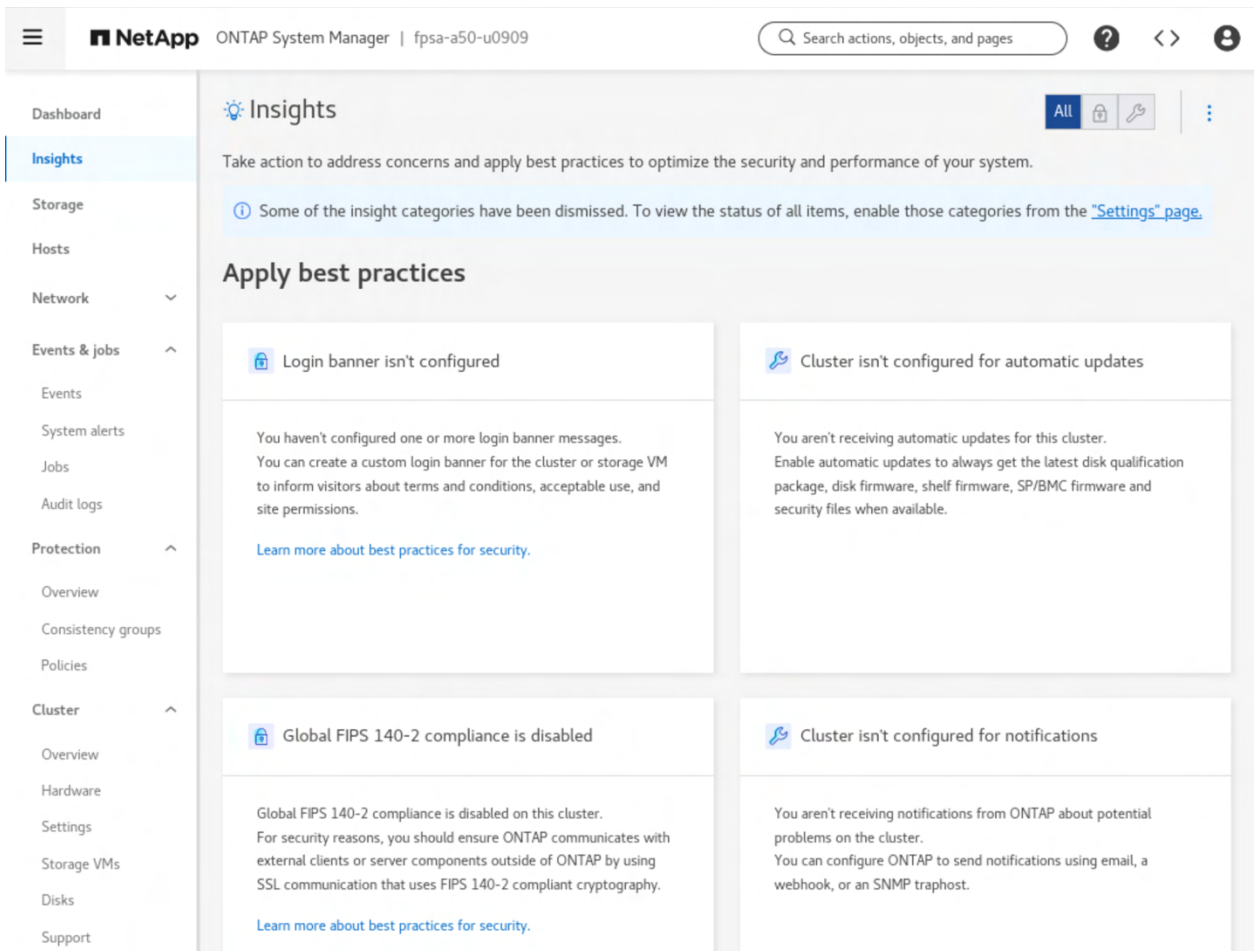 NetApp ONTAP System Manager | fpsa-a50-u0909
Search actions, objects, and pages
Dashboard
Insights
Storage
Hosts
Network
Events & jobs
Events
System alerts
Jobs
Audit logs
Protection
Overview
Consistency groups
Policies
Cluster
Overview
Hardware
Settings
Storage VMs
Disks
Support
Insights
All
Take action to address concerns and apply best practices to optimize the security and performance of your system.
Some of the insight categories have been dismissed. To view the status of all items, enable those categories from the "Settings" page.
Apply best practices
Login banner isn't configured
You haven't configured one or more login banner messages.
You can create a custom login banner for the cluster or storage VM
to inform visitors about terms and conditions, acceptable use, and
site permissions.
Learn more about best practices for security.
Cluster isn't configured for automatic updates
You aren't receiving automatic updates for this cluster.
Enable automatic updates to always get the latest disk qualification
package, disk firmware, shelf firmware, SP/BMC firmware and
security files when available.
Global FIPS 140-2 compliance is disabled
Global FIPS 140-2 compliance is disabled on this cluster.
For security reasons, you should ensure ONTAP communicates with
external clients or server components outside of ONTAP by using
SSL communication that uses FIPS 140-2 compliant cryptography.
Learn more about best practices for security.
Cluster isn't configured for notifications
You aren't receiving notifications from ONTAP about potential
problems on the cluster.
You can configure ONTAP to send notifications using email, a
webhook, or an SNMP traphost.